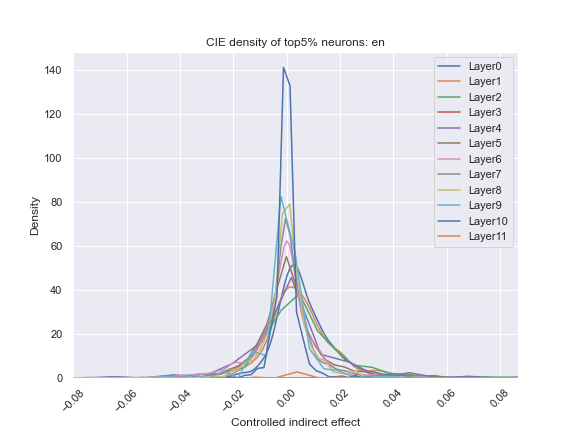 CIE density of top5% neurons: en
140
120
100
80
60
40
20
0
Density
-0.08
-0.06
-0.04
-0.02
0.00
0.02
0.04
0.06
0.08
Controlled indirect effect
Layer0
Layer1
Layer2
Layer3
Layer4
Layer5
Layer6
Layer7
Layer8
Layer9
Layer10
Layer11